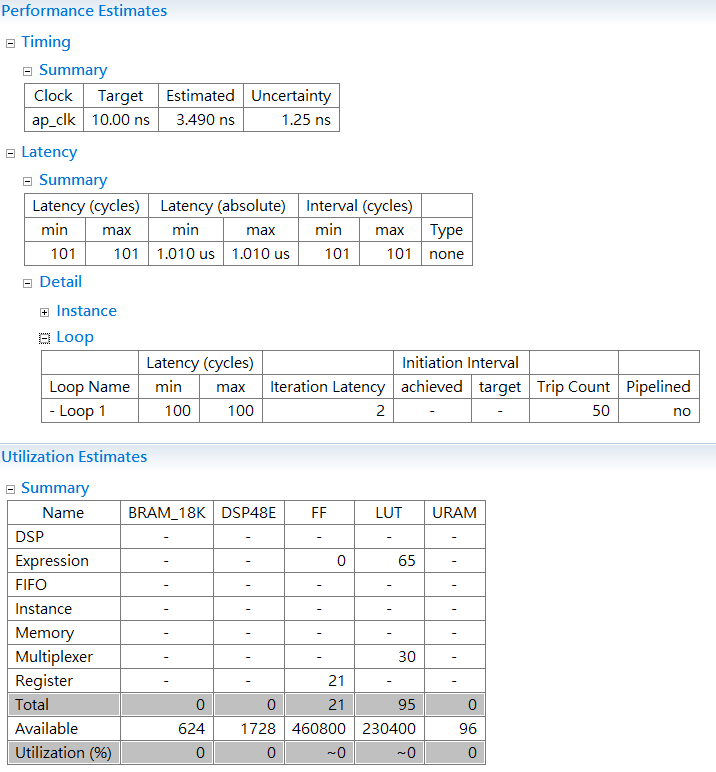 Performance Estimates
Timing
Summary
Clock Target Estimated Uncertainty
ap_clk 10.00 ns 3.490 ns 1.25 ns
Latency
Summary
Latency (cycles) Latency (absolute) Interval (cycles)
min max min max min max Type
101 101 1.010 us 1.010 us 101 101 none
Detail
Instance
Loop
Latency (cycles) Initiation Interval
Loop Name min max Iteration Latency achieved target Trip Count Pipelined
- Loop 1 100 100 2 - - 50 no
Utilization Estimates
Summary
Name BRAM_18K DSP48E FF LUT URAM
DSP - - - - -
Expression - - 0 65 -
FIFO - - - - -
Instance - - - - -
Memory - - - - -
Multiplexer - - - 30 -
Register - - 21 - -
Total 0 0 21 95 0
Available 624 1728 460800 230400 96
Utilization (%) 0 0 ~0 ~0 0